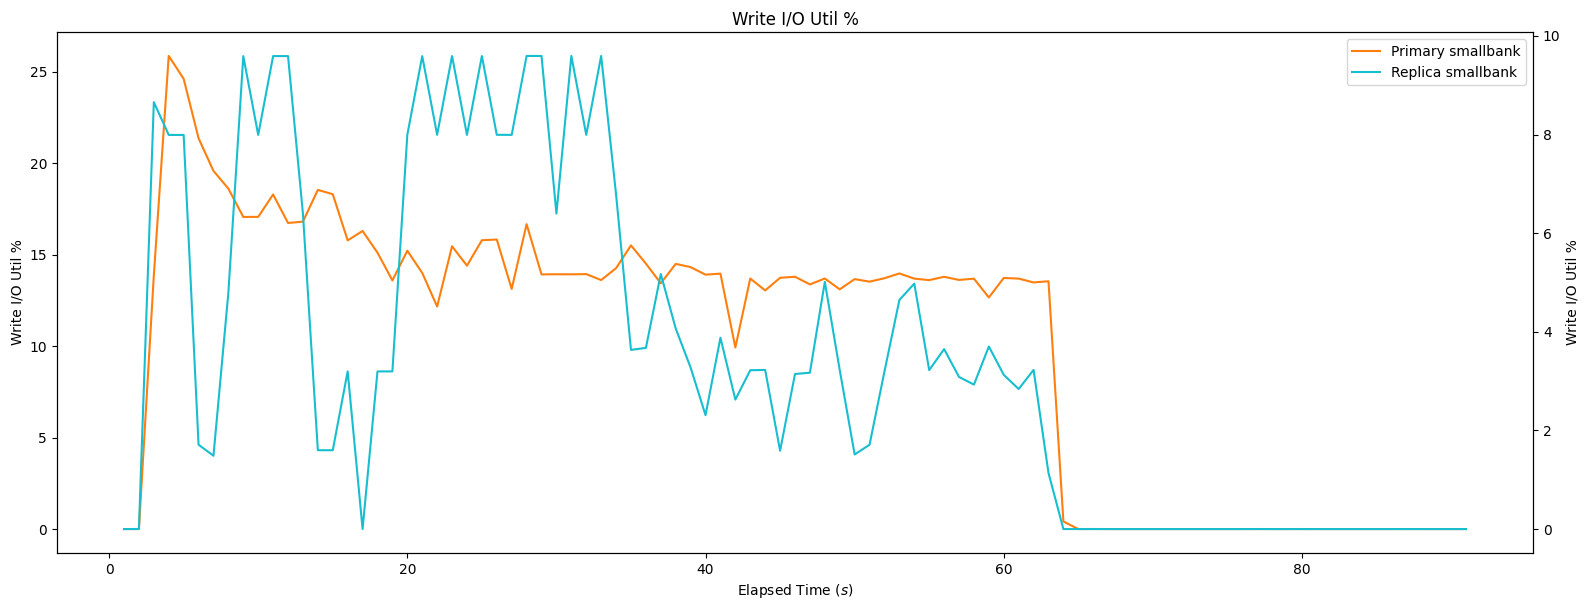 Write I/O Util %
Primary smallbank
Replica smallbank
Write I/O Util %
25
20
15
10
5
0
10
8
6
4
2
0
Write I/O Util %
0 20 40 60 80
Elapsed Time (s)